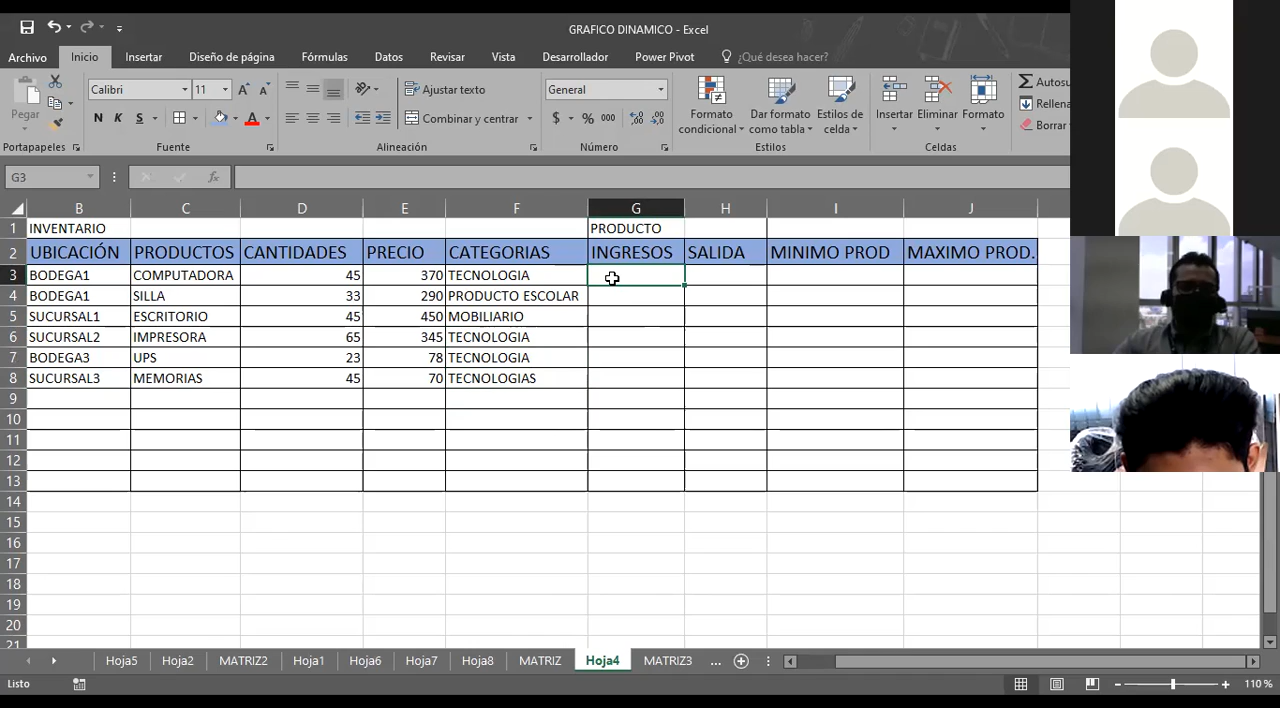 GRAFICO DINAMICO - Excel
Archivo Inicio Insertar Diseño de página Fórmulas Datos Revisar Vista Desarrollador Power Pivot ¿Qué desea hacer?
Pegar
Calibri 11
N K S
Ajustar texto
Combinar y centrar
General
$ % 000
Formato condicional
Dar formato como tabla
Estilos de celda
Insertar Eliminar Formato
Autosu
Rellena
Borrar
Portapapeles Fuente Alineación Número Estilos Celdas
G3 fx
B C D E F G H I J
1 INVENTARIO PRODUCTO
2 UBICACIÓN PRODUCTOS CANTIDADES PRECIO CATEGORIAS INGRESOS SALIDA MINIMO PROD MAXIMO PROD.
3 BODEGA1 COMPUTADORA 45 370 TECNOLOGIA
4 BODEGA1 SILLA 33 290 PRODUCTO ESCOLAR
5 SUCURSAL1 ESCRITORIO 45 450 MOBILIARIO
6 SUCURSAL2 IMPRESORA 65 345 TECNOLOGIA
7 BODEGA3 UPS 23 78 TECNOLOGIA
8 SUCURSAL3 MEMORIAS 45 70 TECNOLOGIAS
9
10
11
12
13
14
15
16
17
18
19
20
21
Hoja5 Hoja2 MATRIZ2 Hoja1 Hoja6 Hoja7 Hoja8 MATRIZ Hoja4 MATRIZ3 ...
Listo 110 %